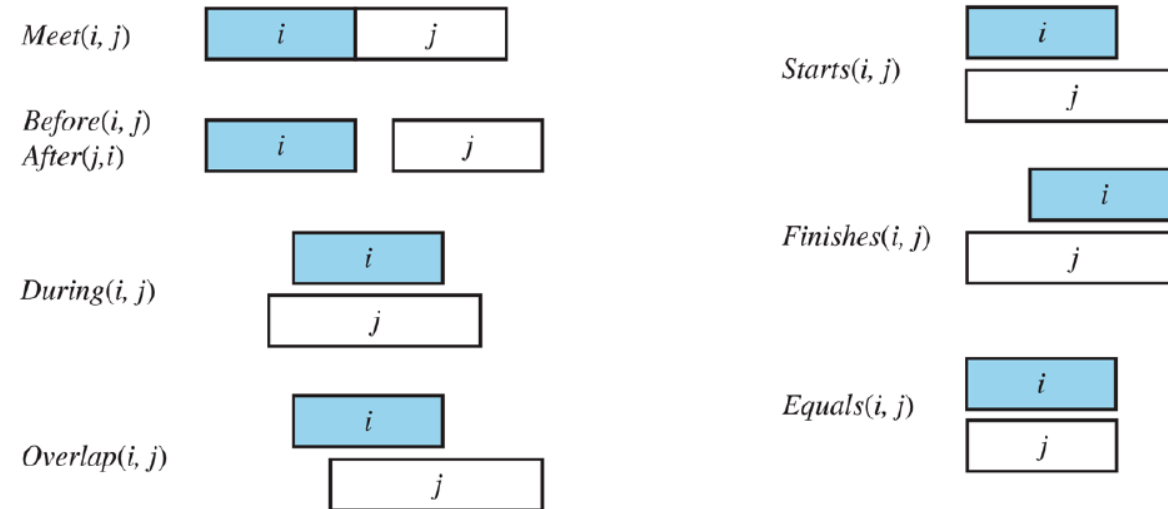 Meet(i, j)
i
j
Before(i, j)
After(j,i)
i
j
During(i, j)
i
j
Overlap(i, j)
i
j
Starts(i, j)
i
j
Finishes(i, j)
i
j
Equals(i, j)
i
j